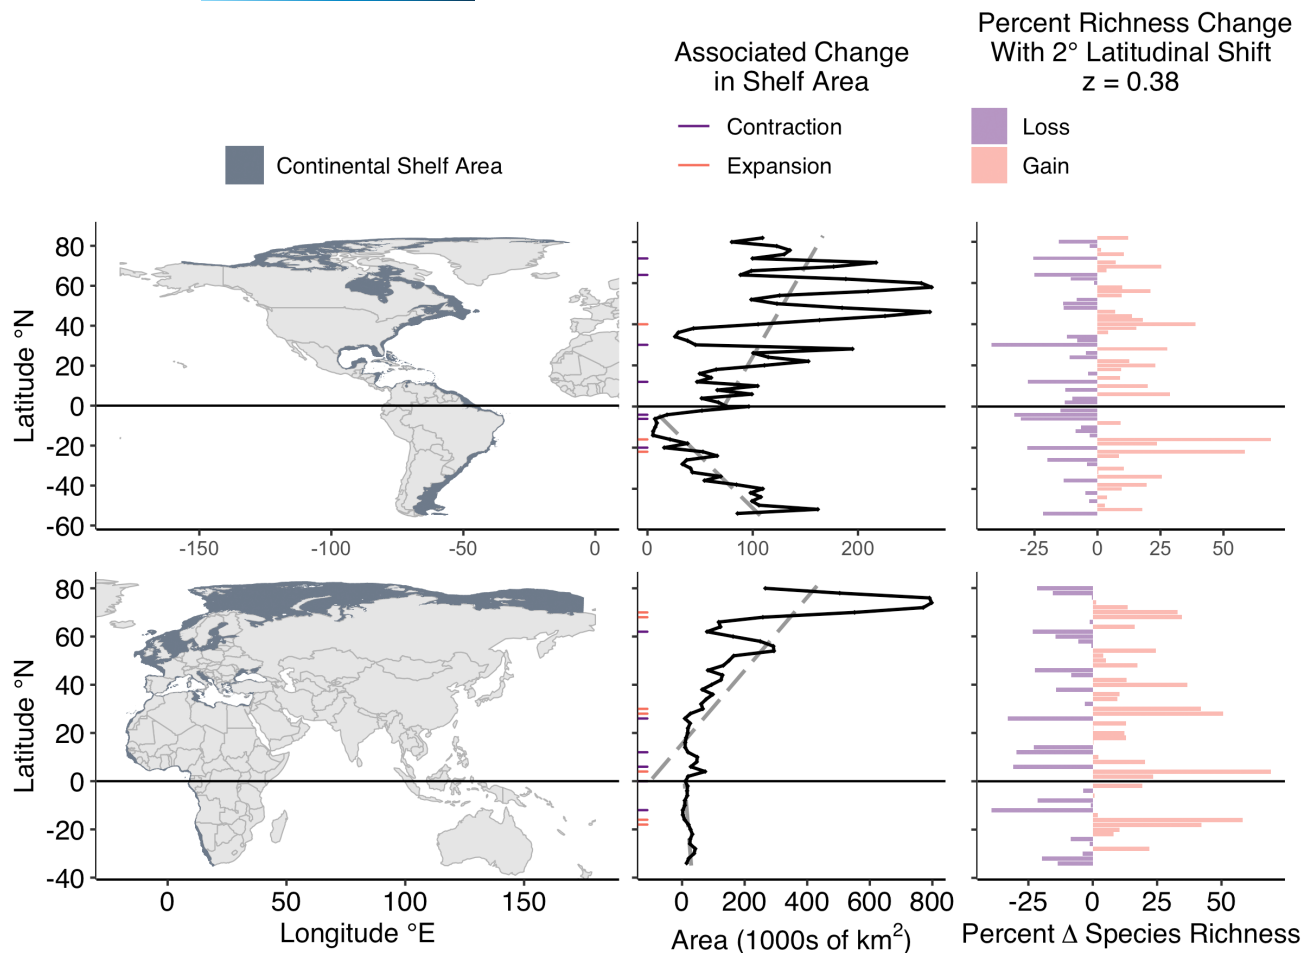 Percent Richness Change
With 2° Latitudinal Shift
z = 0.38
Associated Change
in Shelf Area
Contraction
Expansion
Loss
Gain
Continental Shelf Area
Latitude °N
80
60
40
20
0
-20
-40
-60
-150
-100
-50
0
0
100
200
-25
0
25
50
Latitude °N
80
60
40
20
0
-20
-40
0
50
100
150
Longitude °E
0
200
400
600
800
Area (1000s of km²)
-25
0
25
50
Percent Δ Species Richness